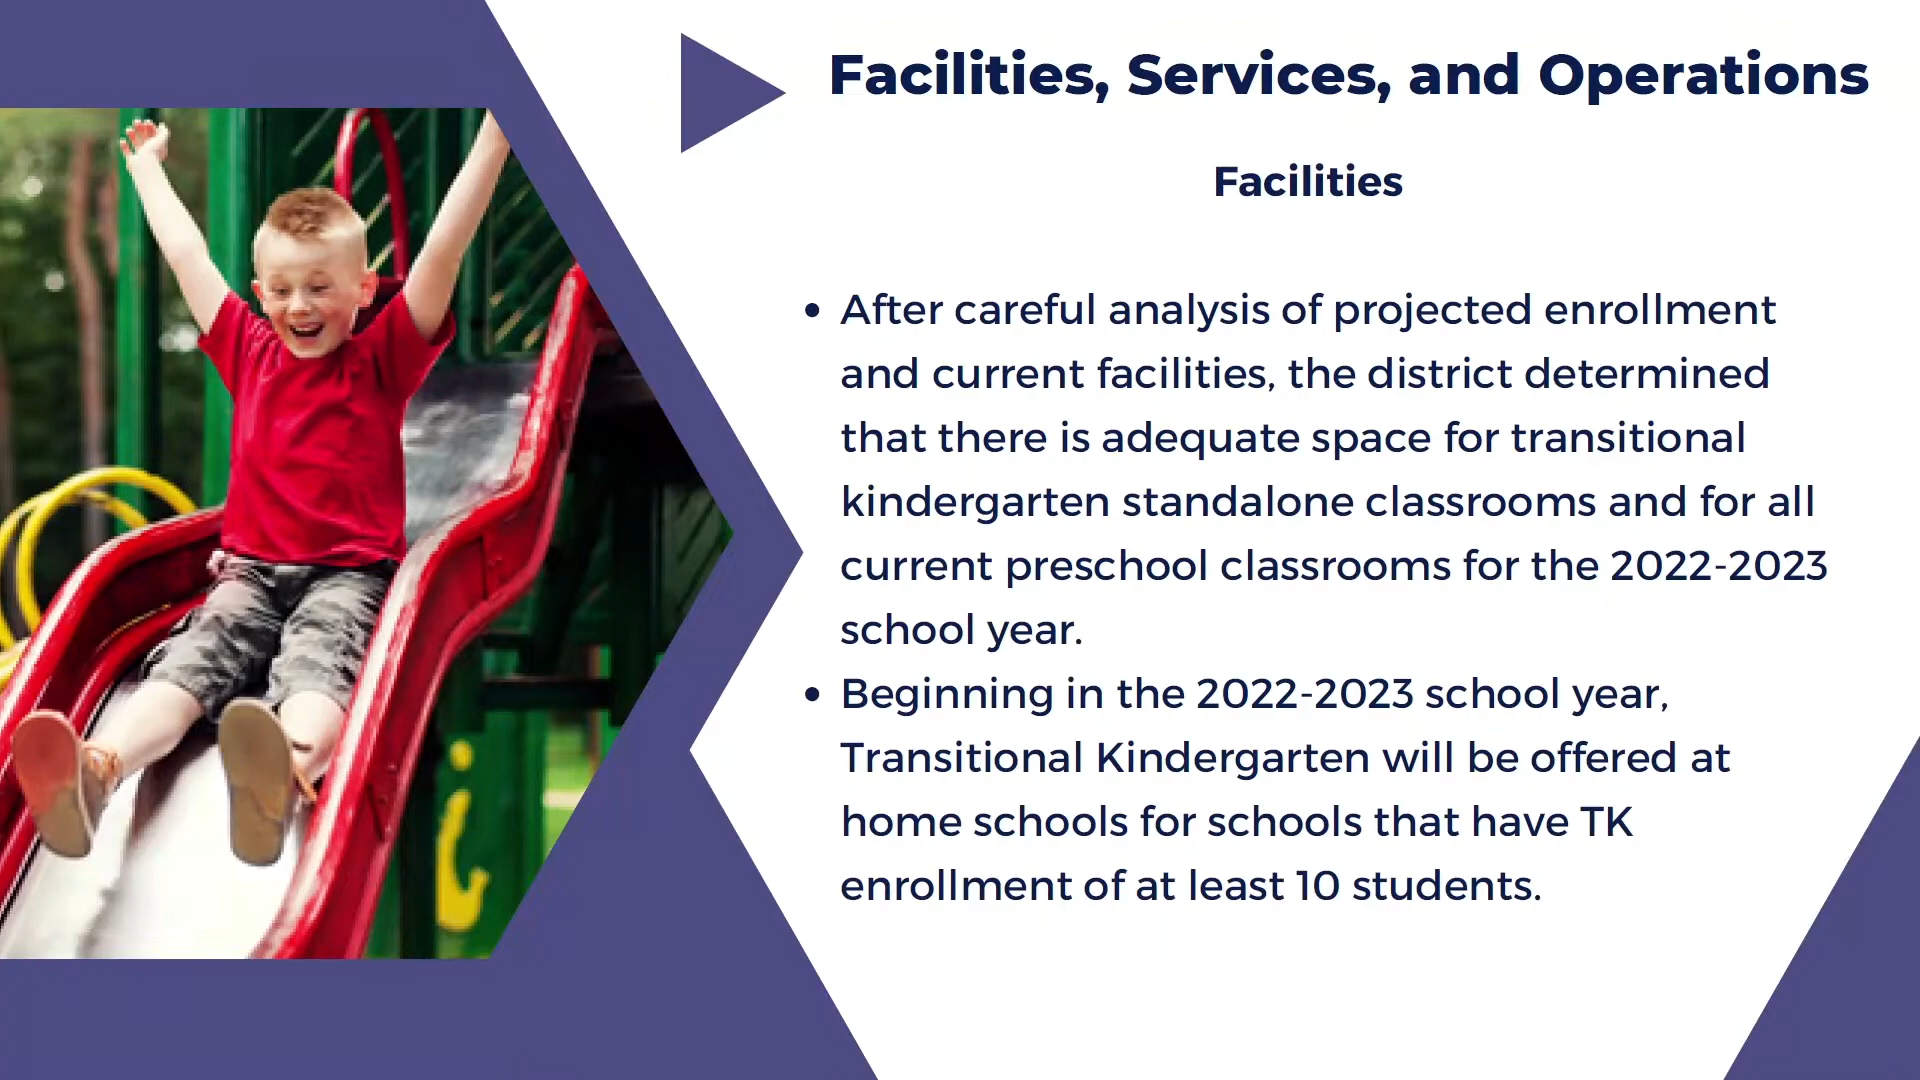 Facilities, Services, and Operations
Facilities
• After careful analysis of projected enrollment
and current facilities, the district determined
that there is adequate space for transitional
kindergarten standalone classrooms and for all
current preschool classrooms for the 2022-2023
school year.
• Beginning in the 2022-2023 school year,
Transitional Kindergarten will be offered at
home schools for schools that have TK
enrollment of at least 10 students.